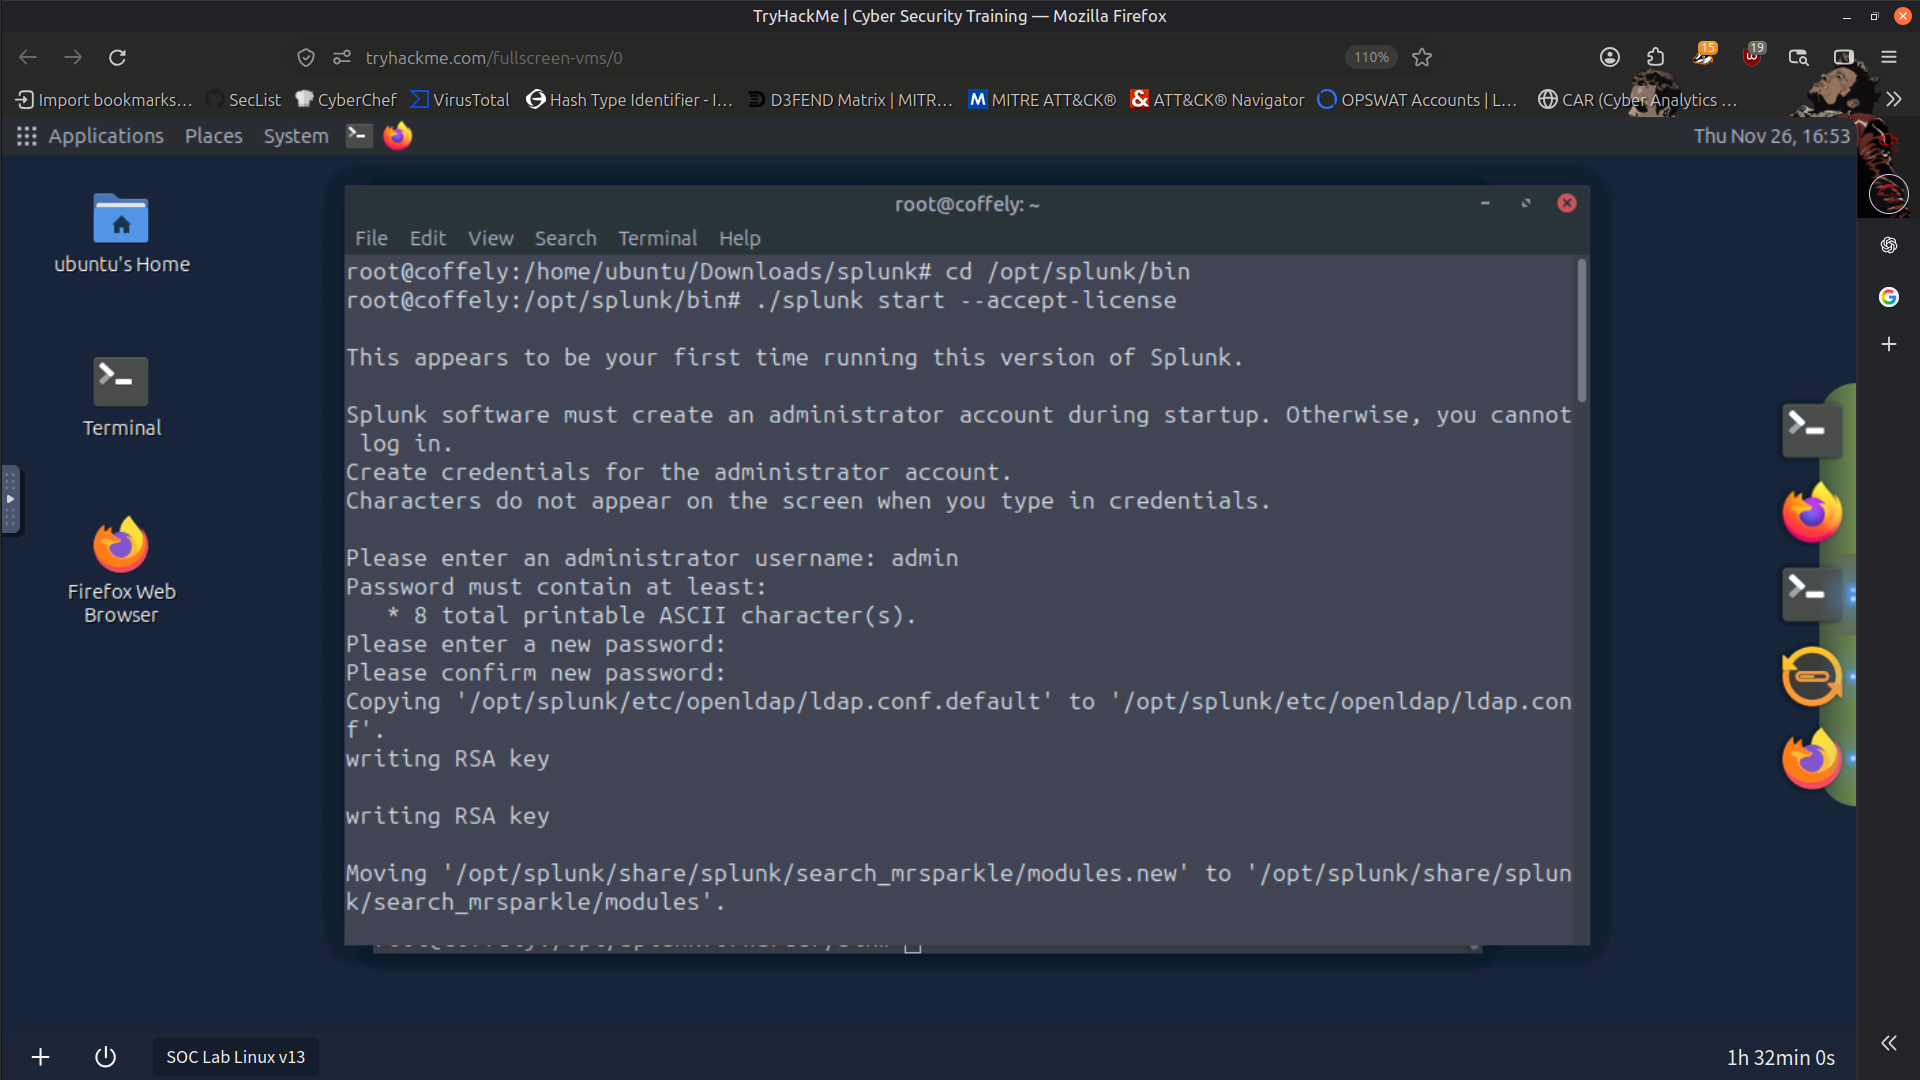 TryHackMe | Cyber Security Training — Mozilla Firefox
tryhackme.com/fullscreen-vms/0
110%
15
19
Import bookmarks...
SecList
CyberChef
VirusTotal
Hash Type Identifier - I...
D3FEND Matrix | MITR...
MITRE ATT&CK®
ATT&CK® Navigator
OPSWAT Accounts | L...
CAR (Cyber Analytics ...
Applications
Places
System
Thu Nov 26, 16:53
ubuntu's Home
Terminal
Firefox Web
Browser
root@coffely: ~
File Edit View Search Terminal Help
root@coffely:/home/ubuntu/Downloads/splunk# cd /opt/splunk/bin
root@coffely:/opt/splunk/bin# ./splunk start --accept-license
This appears to be your first time running this version of Splunk.
Splunk software must create an administrator account during startup. Otherwise, you cannot
log in.
Create credentials for the administrator account.
Characters do not appear on the screen when you type in credentials.
Please enter an administrator username: admin
Password must contain at least:
* 8 total printable ASCII character(s).
Please enter a new password:
Please confirm new password:
Copying '/opt/splunk/etc/openldap/ldap.conf.default' to '/opt/splunk/etc/openldap/ldap.con
f'.
writing RSA key
writing RSA key
Moving '/opt/splunk/share/splunk/search_mrsparkle/modules.new' to '/opt/splunk/share/splun
k/search_mrsparkle/modules'.
SOC Lab Linux v13
1h 32min 0s